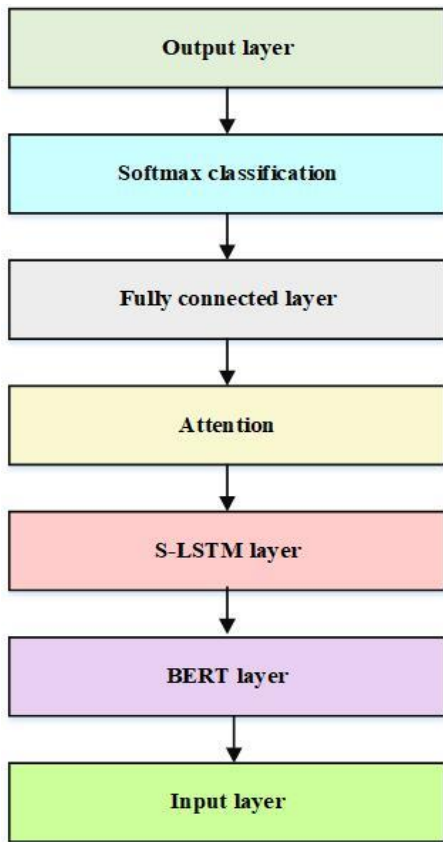 Output layer
Softmax classification
Fully connected layer
Attention
S-LSTM layer
BERT layer
Input layer